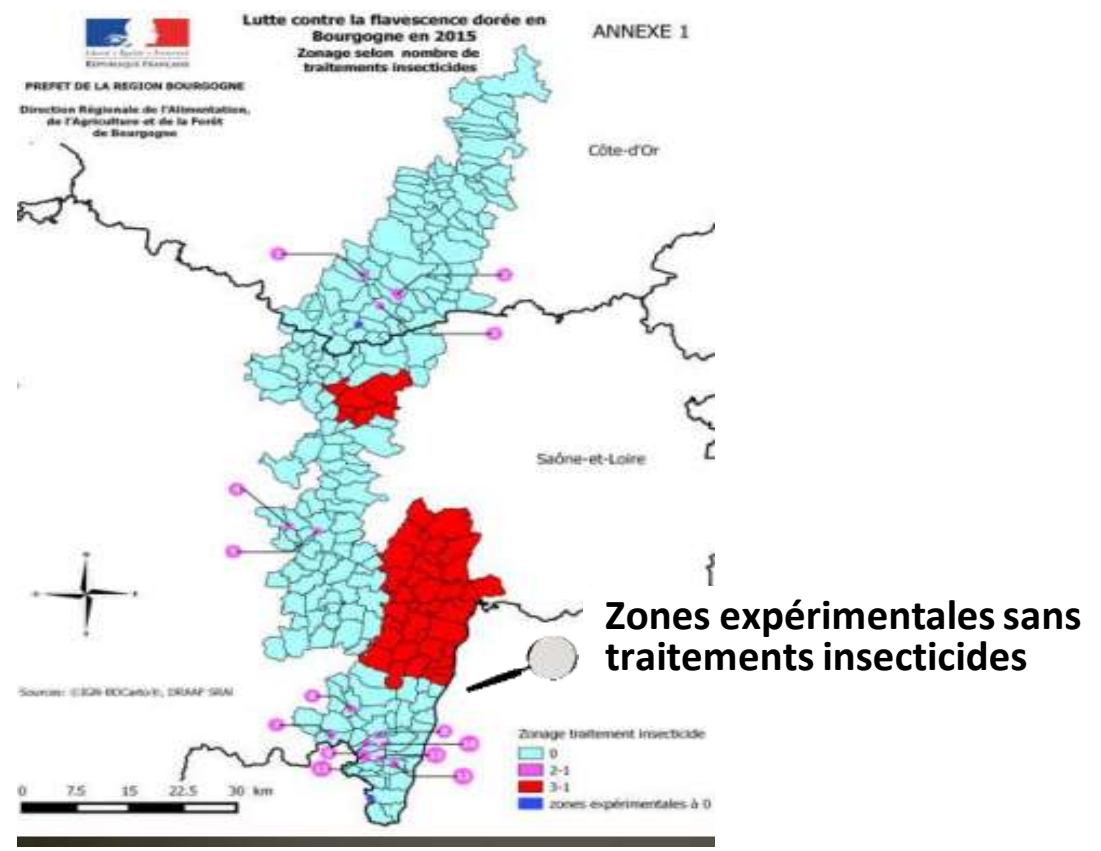 Lutte contre la flavescence dorée en
Bourgogne en 2015
Zonage selon nombre de
traitements insecticides
ANNEXE 1
RÉPUBLIQUE FRANÇAISE
PREFET DE LA REGION BOURGOGNE
Direction Régionale de l'Alimentation,
de l'Agriculture et de la Forêt
de Bourgogne
Côte-d'Or
Saône-et-Loire
Zones expérimentales sans
traitements insecticides
Sources: ©IGN-BDCarto®, DRAAF SRAl
Zonage traitement insecticide
0
2-1
3-1
zones expérimentales à 0
0 7.5 15 22.5 30 km